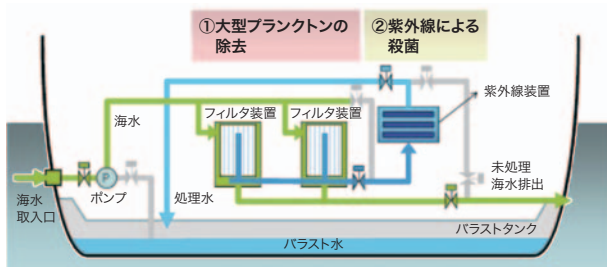 ①大型プランクトンの
除去
②紫外線による
殺菌
フィルタ装置
フィルタ装置
紫外線装置
海水
P
ポンプ
海水
取入口
処理水
未処理
海水排出
バラストタンク
バラスト水